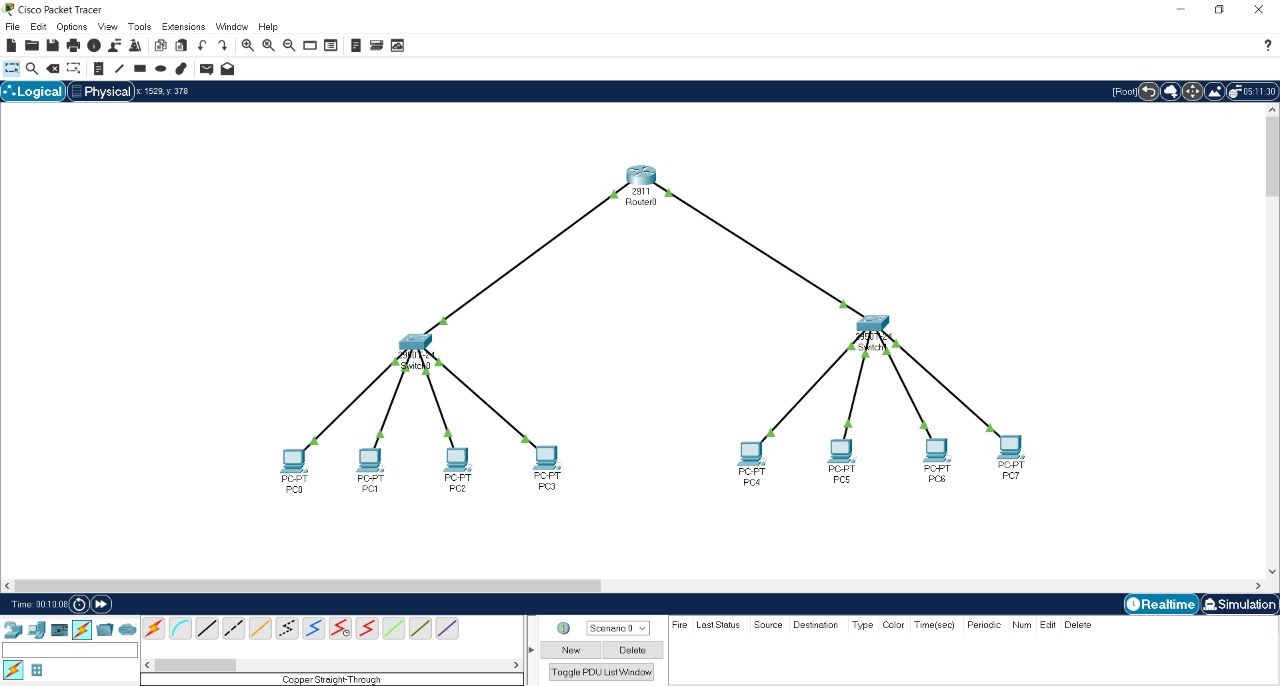 Cisco Packet Tracer
File Edit Options View Tools Extensions Window Help
?
Logical Physical x: 1529, y: 378 [Root] 05:11:30
2911
Router0
2950T-24
Switch0
2950T-24
Switch1
PC-PT
PC0
PC-PT
PC1
PC-PT
PC2
PC-PT
PC3
PC-PT
PC4
PC-PT
PC5
PC-PT
PC6
PC-PT
PC7
Time: 00:10:08 Realtime Simulation
Scenario 0
New Delete
Toggle PDU List Window
Fire Last Status Source Destination Type Color Time(sec) Periodic Num Edit Delete
Copper Straight-Through